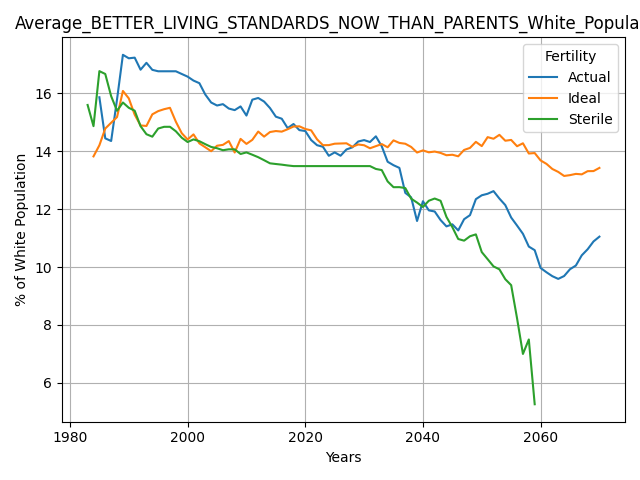 Average_BETTER_LIVING_STANDARDS_NOW_THAN_PARENTS_White_Popula
Fertility
Actual
Ideal
Sterile
% of White Population
16
14
12
10
8
6
1980 2000 2020 2040 2060
Years